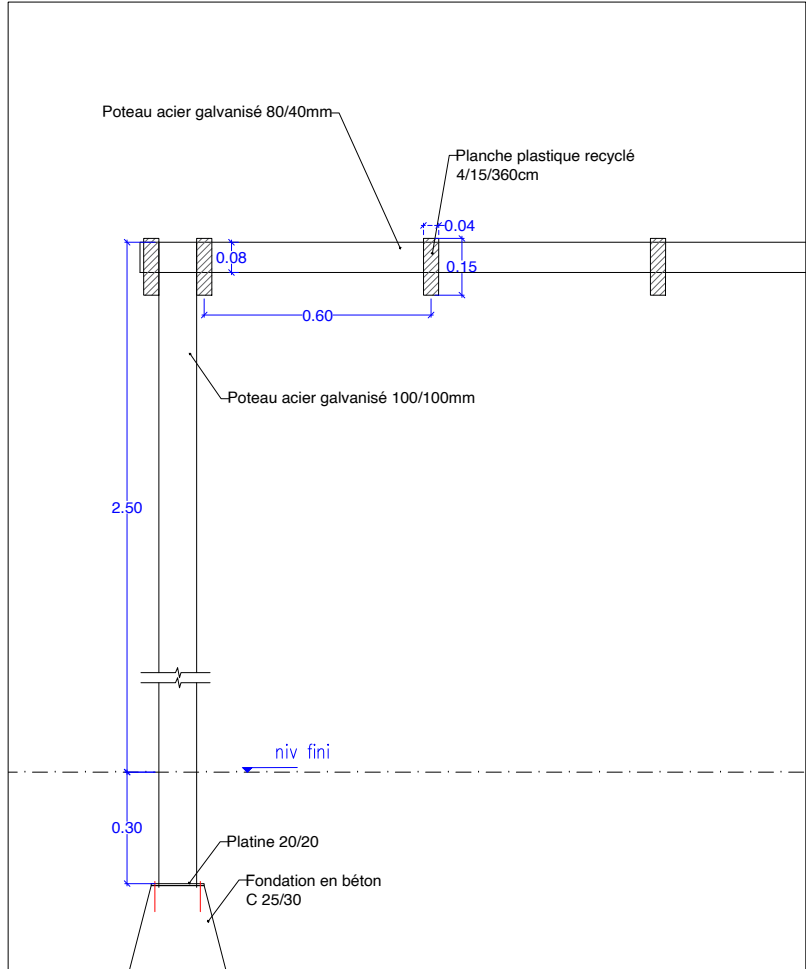 Poteau acier galvanisé 80/40mm
Planche plastique recyclé
4/15/360cm
0.04
0.08
0.15
0.60
Poteau acier galvanisé 100/100mm
2.50
niv fini
0.30
Platine 20/20
Fondation en béton
C 25/30